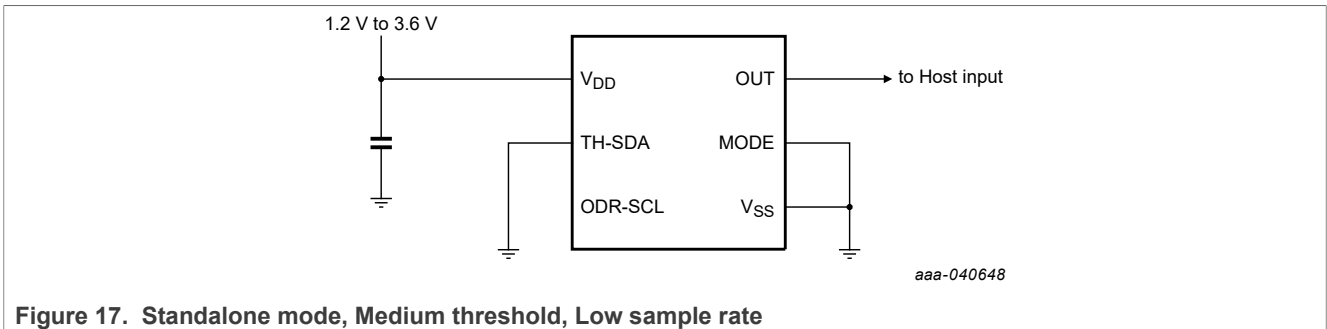 1.2 V to 3.6 V
VDD
OUT
to Host input
TH-SDA
MODE
ODR-SCL
VSS
aaa-040648
Figure 17. Standalone mode, Medium threshold, Low sample rate